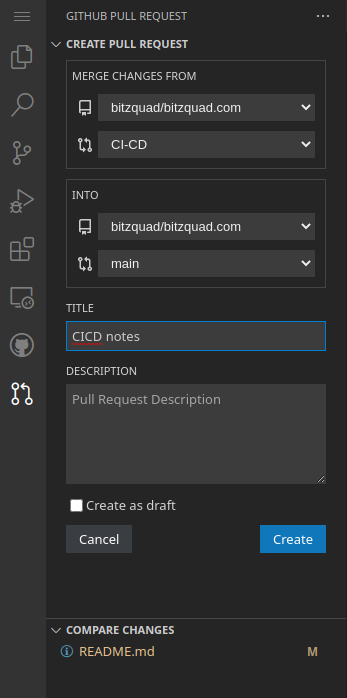 GITHUB PULL REQUEST
CREATE PULL REQUEST
MERGE CHANGES FROM
bitzquad/bitzquad.com
CI-CD
INTO
bitzquad/bitzquad.com
main
TITLE
CICD notes
DESCRIPTION
Pull Request Description
Create as draft
Cancel Create
COMPARE CHANGES
README.md M